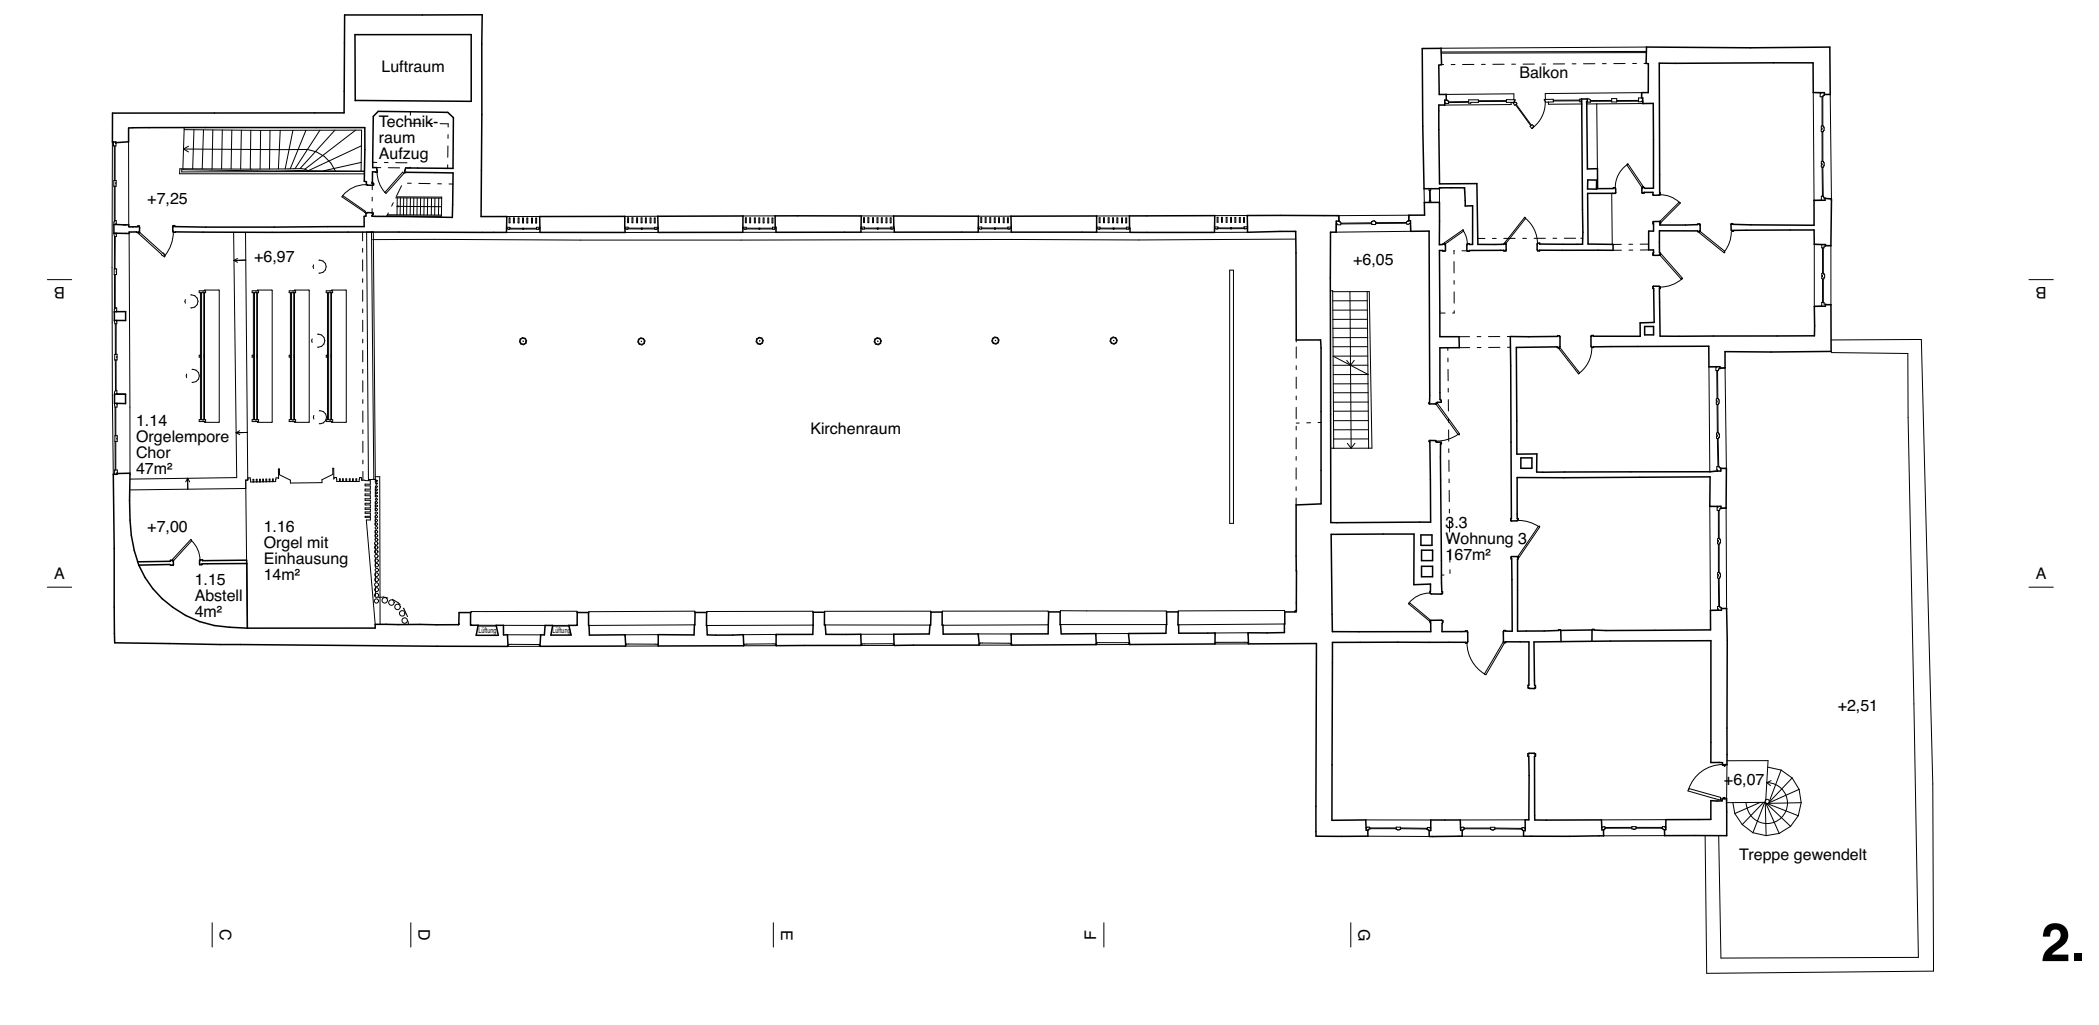 Luftraum
Balkon
Technik-
raum
Aufzug
+7,25
+6,97
+6,05
B
B
1.14
Orgelempore
Chor
47m²
Kirchenraum
+7,00
1.16
Orgel mit
Einhausung
14m²
3.3
Wohnung 3
167m²
A
A
1.15
Abstell
4m²
Lüftung
Lüftung
+2,51
+6,07
Treppe gewendelt
C
D
E
F
G
2.